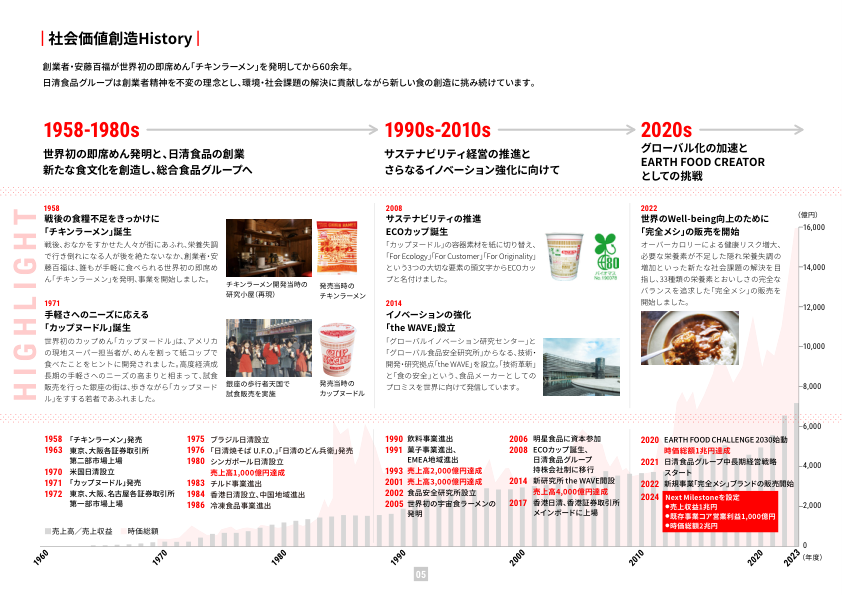 社会価値創造History
創業者・安藤百福が世界初の即席めん「チキンラーメン」を発明してから60余年。
日清食品グループは創業者精神を不変の理念とし、環境・社会課題の解決に貢献しながら新しい食の創造に挑み続けています。
1958-1980s
世界初の即席めん発明と、日清食品の創業
新たな食文化を創造し、総合食品グループへ
1990s-2010s
サステナビリティ経営の推進と
さらなるイノベーション強化に向けて
2020s
グローバル化の加速と
EARTH FOOD CREATOR
としての挑戦
HIGHLIGHT
1958
戦後の食糧不足をきっかけに
「チキンラーメン」誕生
戦後、おなかをすかせた人々が街にあふれ、栄養失調
で行き倒れになる人が後を絶たないなか、創業者・安
藤百福は、誰もが手軽に食べられる世界初の即席め
ん「チキンラーメン」を発明、事業を開始しました。
チキンラーメン開発当時の
研究小屋（再現）
発売当時の
チキンラーメン
1971
手軽さへのニーズに応える
「カップヌードル」誕生
世界初のカップめん「カップヌードル」は、アメリカ
の現地スーパー担当者が、めんを割って紙コップで
食べたことをヒントに開発されました。高度経済成
長期の手軽さへのニーズの高まりと相まって、試食
販売を行った銀座の街は、歩きながら「カップヌード
ル」をすする若者であふれました。
銀座の歩行者天国で
試食販売を実施
発売当時の
カップヌードル
2008
サステナビリティの推進
ECOカップ誕生
「カップヌードル」の容器素材を紙に切り替え、
「For Ecology」「For Customer」「For Originality」
という3つの大切な要素の頭文字からECOカッ
プと名付けました。
80
バイオマス
2014
イノベーションの強化
「the WAVE」設立
「グローバルイノベーション研究センター」と
「グローバル食品安全研究所」からなる、技術・
開発・研究拠点「the WAVE」を設立。「技術革新」
と「食の安全」という、食品メーカーとしての
プロミスを世界に向けて発信しています。
2022
世界のWell-being向上のために
「完全メシ」の販売を開始
オーバーカロリーによる健康リスク増大、
必要な栄養素が不足した隠れ栄養失調の
増加といった新たな社会課題の解決を目
指し、33種類の栄養素とおいしさの完全な
バランスを追求した「完全メシ」の販売を
開始しました。
（億円）
16,000
14,000
12,000
10,000
8,000
6,000
4,000
2,000
0
1958 「チキンラーメン」発売
1963 東京、大阪各証券取引所
第二部市場上場
1970 米国日清設立
1971 「カップヌードル」発売
1972 東京、大阪、名古屋各証券取引所
第一部市場上場
1975 ブラジル日清設立
1976 「日清焼そば U.F.O.」「日清のどん兵衛」発売
1980 シンガポール日清設立
売上高1,000億円達成
1983 チルド事業進出
1984 香港日清設立、中国地域進出
1986 冷凍食品事業進出
1990 飲料事業進出
1991 菓子事業進出、
EMEA地域進出
1993 売上高2,000億円達成
2001 売上高3,000億円達成
2002 食品安全研究所設立
2005 世界初の宇宙食ラーメンの
発明
2006 明星食品に資本参加
2008 ECOカップ誕生、
日清食品グループ
持株会社制に移行
2014 新研究所 the WAVE開設
売上高4,000億円達成
2017 日清香港、香港証券取引所
メインボードに上場
2020 EARTH FOOD CHALLENGE 2030始動
時価総額1兆円達成
2021 日清食品グループ中長期経営戦略
スタート
2022 新規事業「完全メシ」ブランドの販売開始
2024 Next Milestoneを設定
●売上収益1兆円
●既存事業コア営業利益1,000億円
●時価総額2兆円
売上高／売上収益 時価総額
1960 1970 1980 1990 2000 2010 2020 2023 （年度）
05